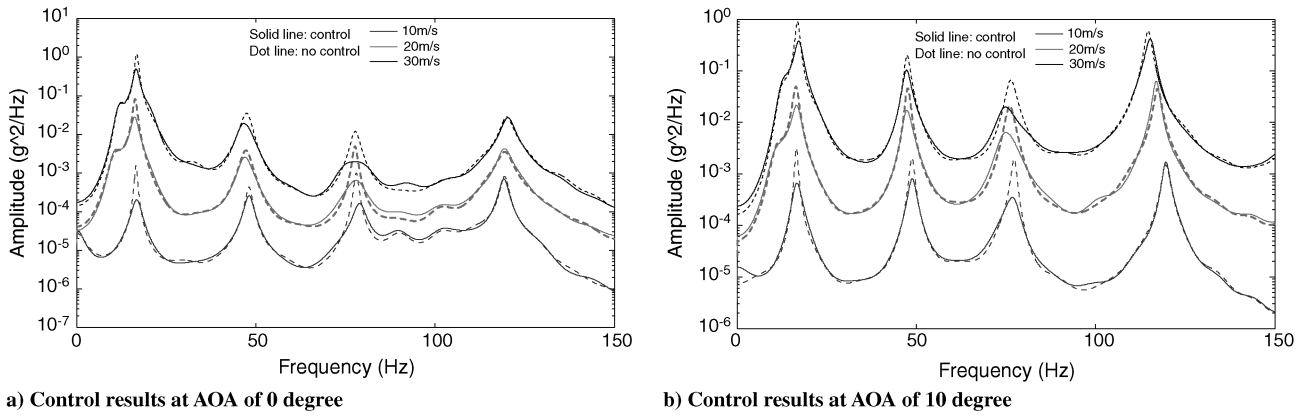 10^1
10^0
10^-1
10^-2
10^-3
10^-4
10^-5
10^-6
10^-7
Amplitude (g^2/Hz)
Solid line: control
Dot line: no control
10m/s
20m/s
30m/s
0
50
100
150
Frequency (Hz)
a) Control results at AOA of 0 degree
10^0
10^-1
10^-2
10^-3
10^-4
10^-5
10^-6
Amplitude (g^2/Hz)
Solid line: control
Dot line: no control
10m/s
20m/s
30m/s
0
50
100
150
Frequency (Hz)
b) Control results at AOA of 10 degree